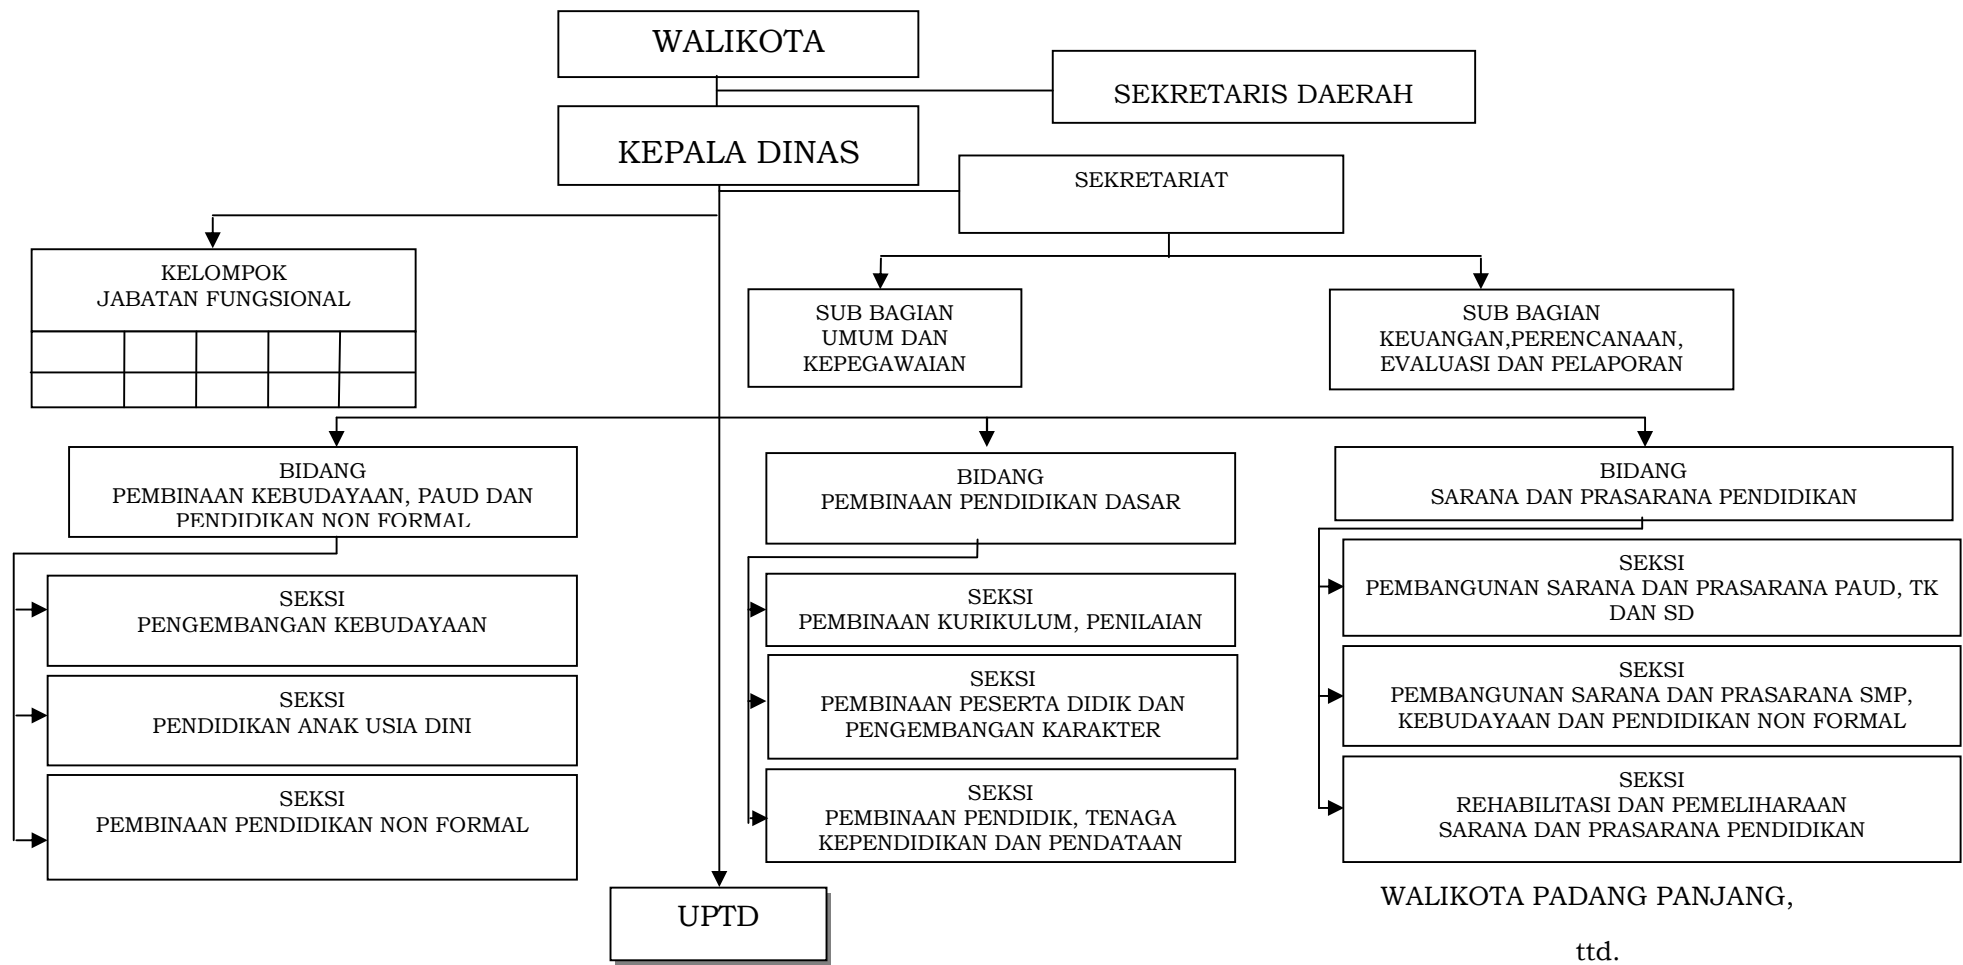 WALIKOTA
SEKRETARIS DAERAH
KEPALA DINAS
SEKRETARIAT
KELOMPOK
JABATAN FUNGSIONAL
SUB BAGIAN
UMUM DAN
KEPEGAWAIAN
SUB BAGIAN
KEUANGAN,PERENCANAAN,
EVALUASI DAN PELAPORAN
BIDANG
PEMBINAAN KEBUDAYAAN, PAUD DAN
PENDIDIKAN NON FORMAL
SEKSI
PENGEMBANGAN KEBUDAYAAN
SEKSI
PENDIDIKAN ANAK USIA DINI
SEKSI
PEMBINAAN PENDIDIKAN NON FORMAL
BIDANG
PEMBINAAN PENDIDIKAN DASAR
SEKSI
PEMBINAAN KURIKULUM, PENILAIAN
SEKSI
PEMBINAAN PESERTA DIDIK DAN
PENGEMBANGAN KARAKTER
SEKSI
PEMBINAAN PENDIDIK, TENAGA
KEPENDIDIKAN DAN PENDATAAN
BIDANG
SARANA DAN PRASARANA PENDIDIKAN
SEKSI
PEMBANGUNAN SARANA DAN PRASARANA PAUD, TK
DAN SD
SEKSI
PEMBANGUNAN SARANA DAN PRASARANA SMP,
KEBUDAYAAN DAN PENDIDIKAN NON FORMAL
SEKSI
REHABILITASI DAN PEMELIHARAAN
SARANA DAN PRASARANA PENDIDIKAN
UPTD
WALIKOTA PADANG PANJANG,
ttd.